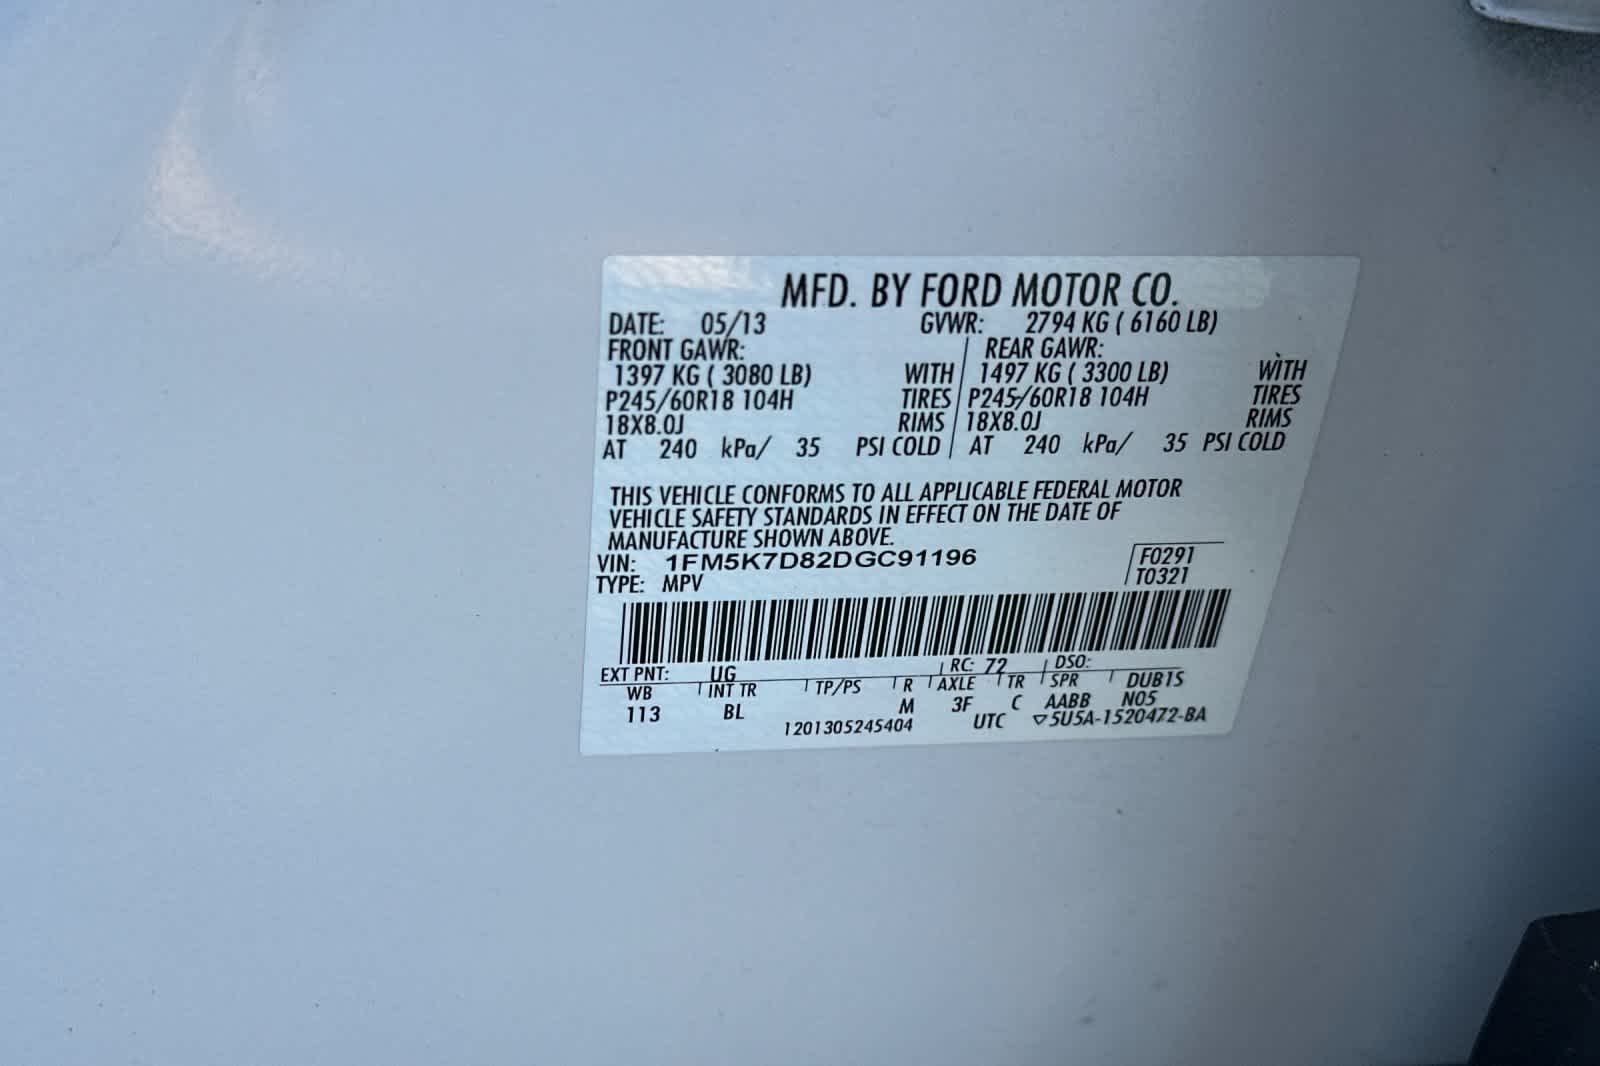 MFD. BY FORD MOTOR CO.
DATE: 05/13 GVWR: 2794 KG ( 6160 LB)
FRONT GAWR: REAR GAWR:
1397 KG ( 3080 LB) WITH 1497 KG ( 3300 LB) WITH
P245/60R18 104H TIRES P245/60R18 104H TIRES
18X8.0J RIMS 18X8.0J RIMS
AT 240 kPa/ 35 PSI COLD AT 240 kPa/ 35 PSI COLD
THIS VEHICLE CONFORMS TO ALL APPLICABLE FEDERAL MOTOR
VEHICLE SAFETY STANDARDS IN EFFECT ON THE DATE OF
MANUFACTURE SHOWN ABOVE.
VIN: 1FM5K7D82DGC91196 F0291
TYPE: MPV T0321
EXT PNT: UG RC: 72 DSO:
WB INT TR TP/PS R AXLE TR SPR DUB1S
113 BL M 3F C AABB N05
1201305245404 UTC ▽5U5A-1520472-BA